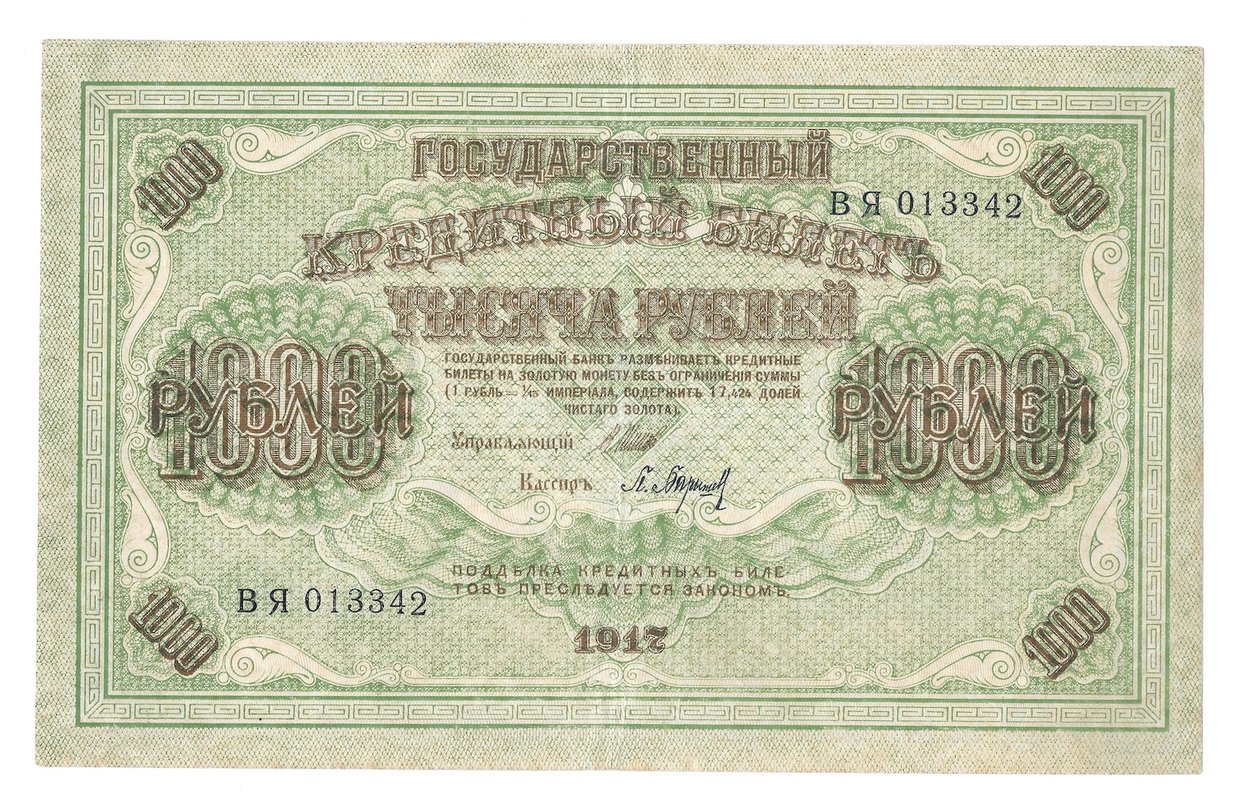 1000
1000
ГОСУДАРСТВЕННЫЙ
ВЯ 013342
КРЕДИТНЫЙ БИЛЕТЪ
ТЫСЯЧА РУБЛЕЙ
1000
РУБЛЕЙ
1000
РУБЛЕЙ
ГОСУДАРСТВЕННЫЙ БАНКЪ РАЗМѢНИВАЕТЪ КРЕДИТНЫЕ
БИЛЕТЫ НА ЗОЛОТУЮ МОНЕТУ БЕЗЪ ОГРАНИЧЕНІЯ СУММЫ
(1 РУБЛЬ = 1/15 ИМПЕРІАЛА, СОДЕРЖИТЪ 17,424 ДОЛЕЙ
ЧИСТАГО ЗОЛОТА).
Управляющій
Кассиръ П. Барышев
ПОДДѢЛКА КРЕДИТНЫХЪ БИЛЕ
ТОВЪ ПРЕСЛѢДУЕТСЯ ЗАКОНОМЪ.
ВЯ 013342
1917
1000
1000